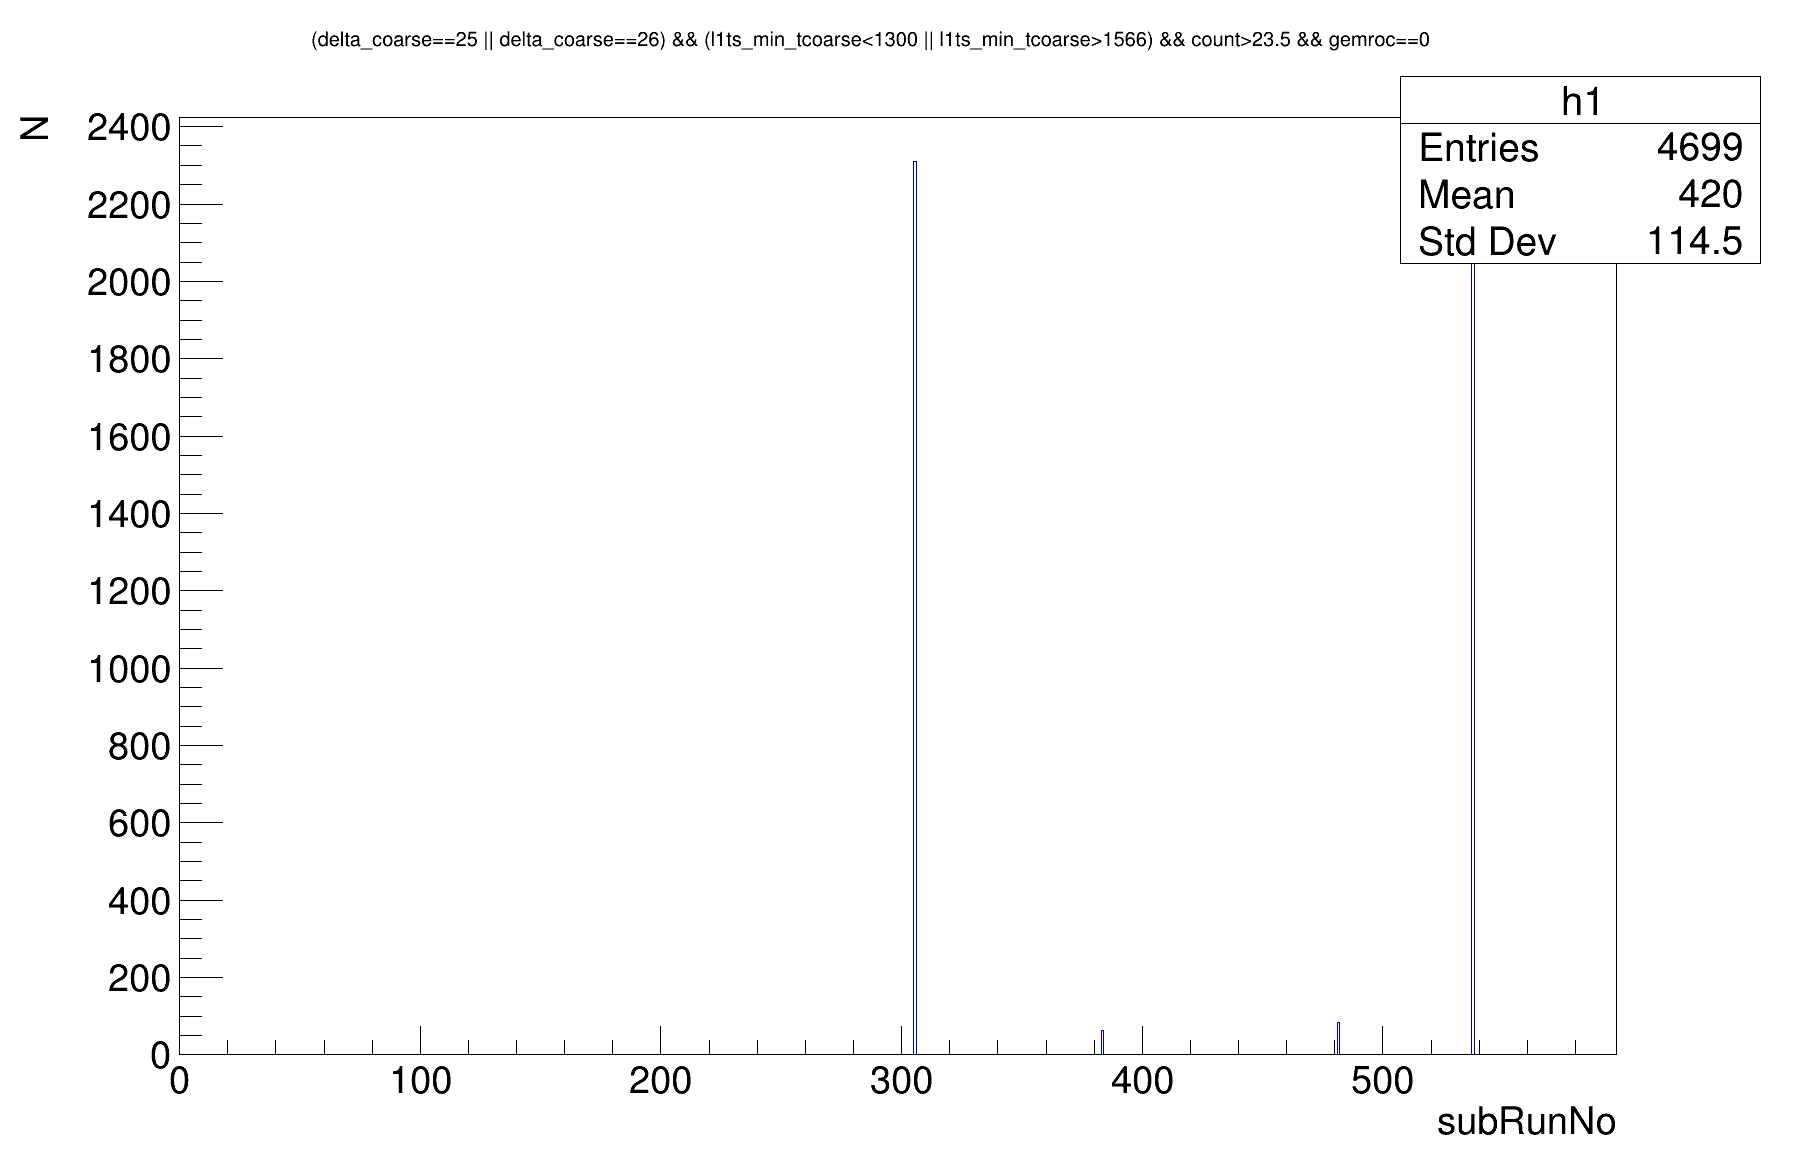 (delta_coarse==25 || delta_coarse==26) && (l1ts_min_tcoarse<1300 || l1ts_min_tcoarse>1566) && count>23.5 && gemroc==0
h1
Entries 4699
Mean 420
Std Dev 114.5
N
2400
2200
2000
1800
1600
1400
1200
1000
800
600
400
200
0
0 100 200 300 400 500
subRunNo